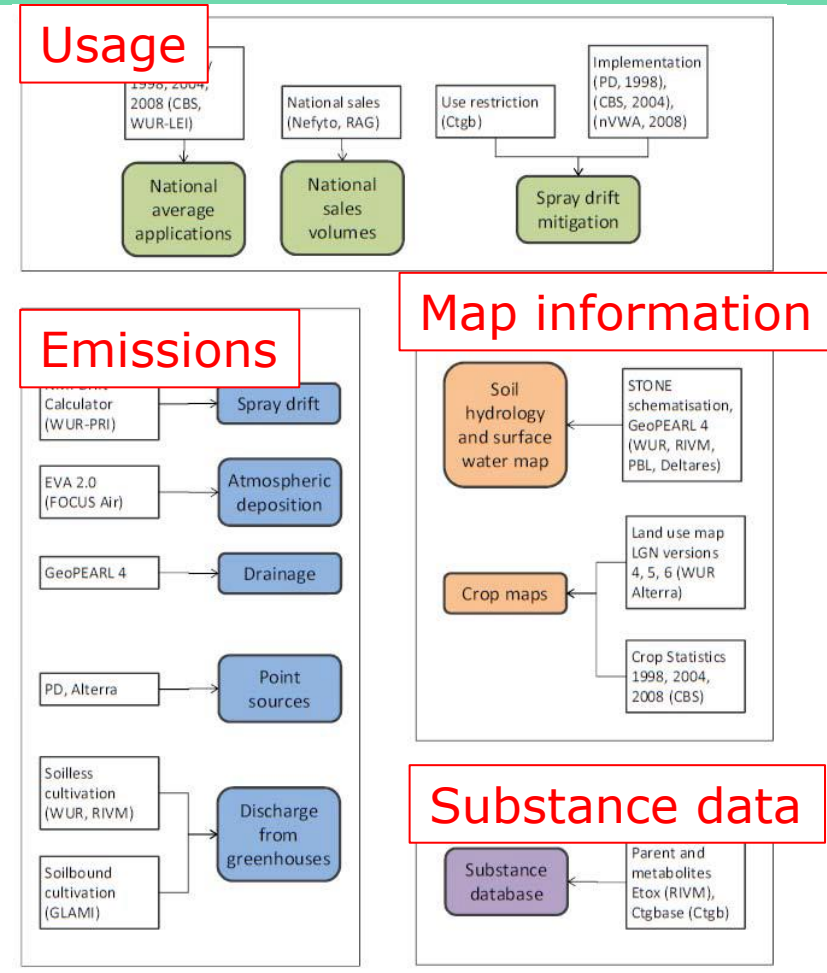 Usage
1998, 2004,
2008 (CBS,
WUR-LEI)
National sales
(Nefyto, RAG)
Use restriction
(Ctgb)
Implementation
(PD, 1998),
(CBS, 2004),
(nVWA, 2008)
National
average
applications
National
sales
volumes
Spray drift
mitigation
Emissions
Calculator
(WUR-PRI)
Spray drift
EVA 2.0
(FOCUS Air)
Atmospheric
deposition
GeoPEARL 4
Drainage
PD, Alterra
Point
sources
Soilless
cultivation
(WUR, RIVM)
Soilbound
cultivation
(GLAMI)
Discharge
from
greenhouses
Map information
Soil
hydrology
and surface
water map
STONE
schematisation,
GeoPEARL 4
(WUR, RIVM,
PBL, Deltares)
Crop maps
Land use map
LGN versions
4, 5, 6 (WUR
Alterra)
Crop Statistics
1998, 2004,
2008 (CBS)
Substance data
Substance
database
Parent and
metabolites
Etox (RIVM),
Ctgbase (Ctgb)